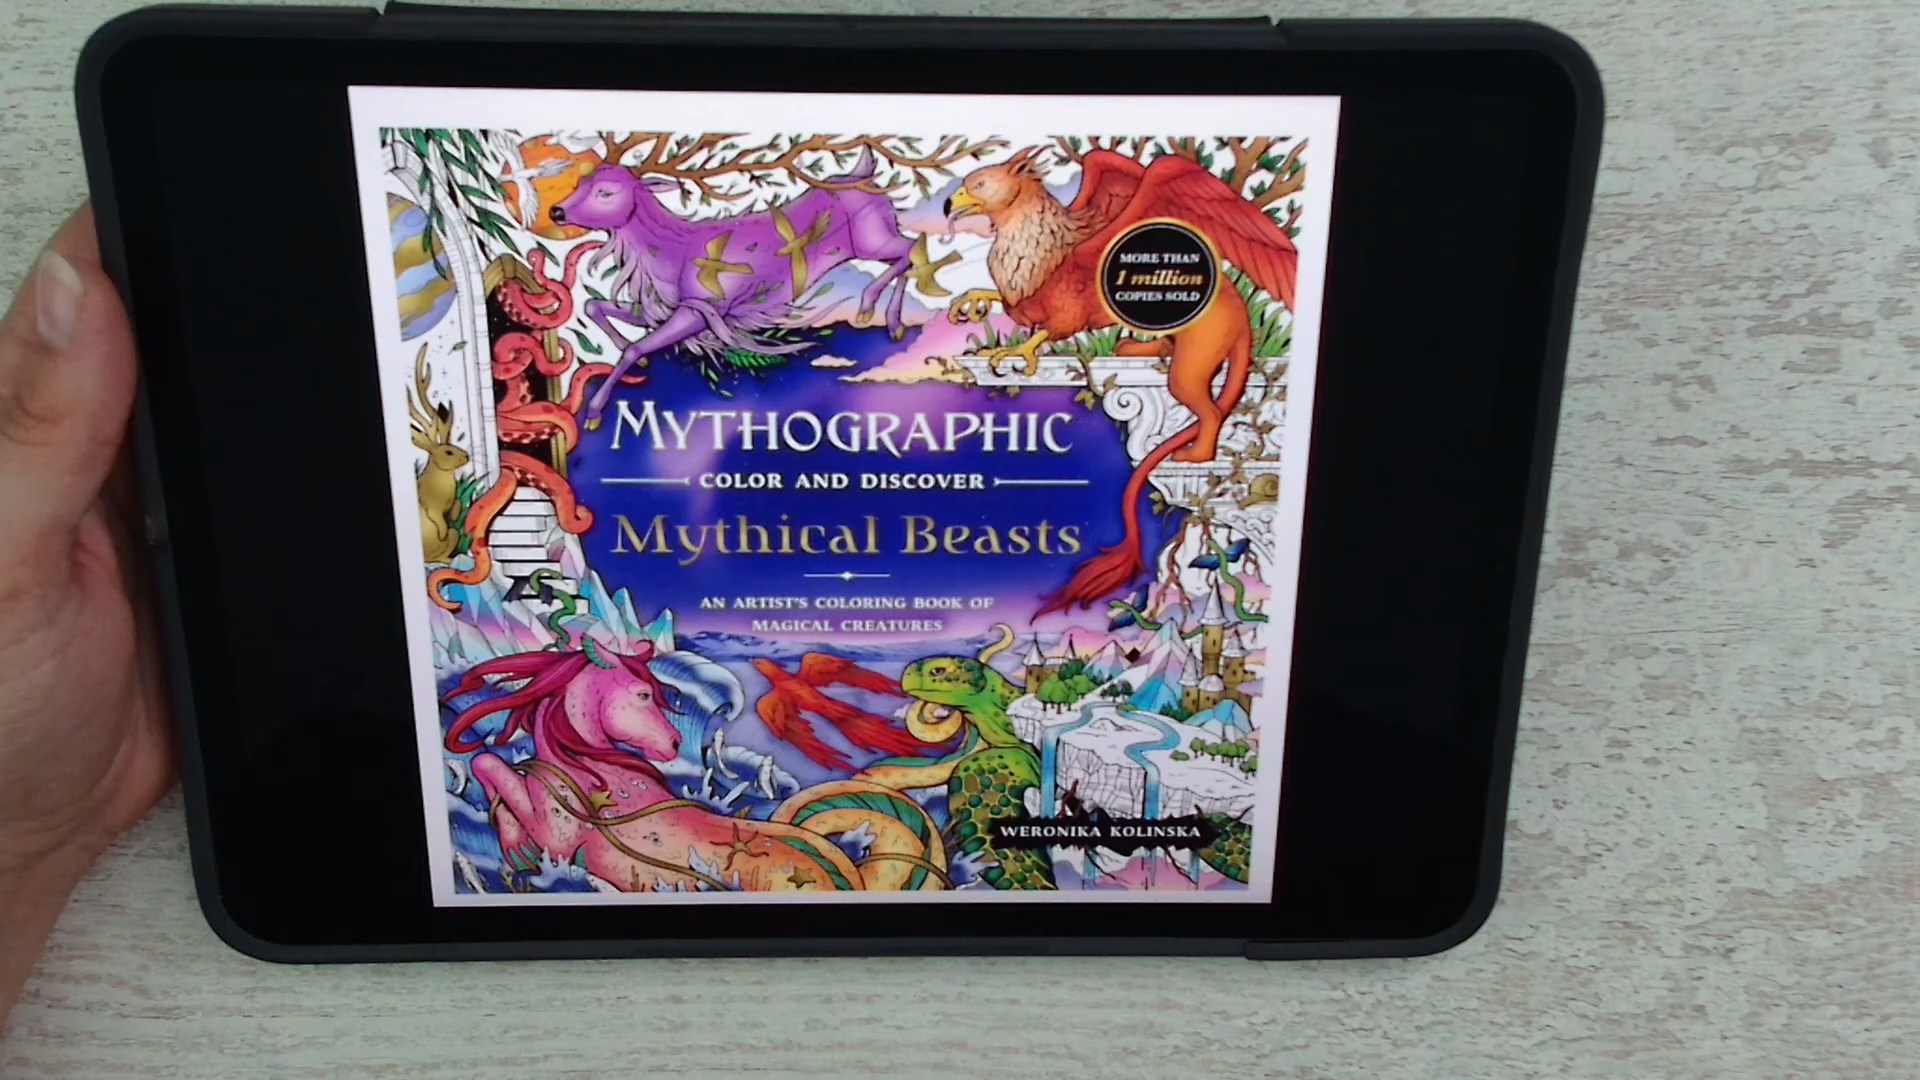 MORE THAN
1 million
COPIES SOLD
MYTHOGRAPHIC
COLOR AND DISCOVER
Mythical Beasts
AN ARTIST'S COLORING BOOK OF
MAGICAL CREATURES
WERONIKA KOLINSKA